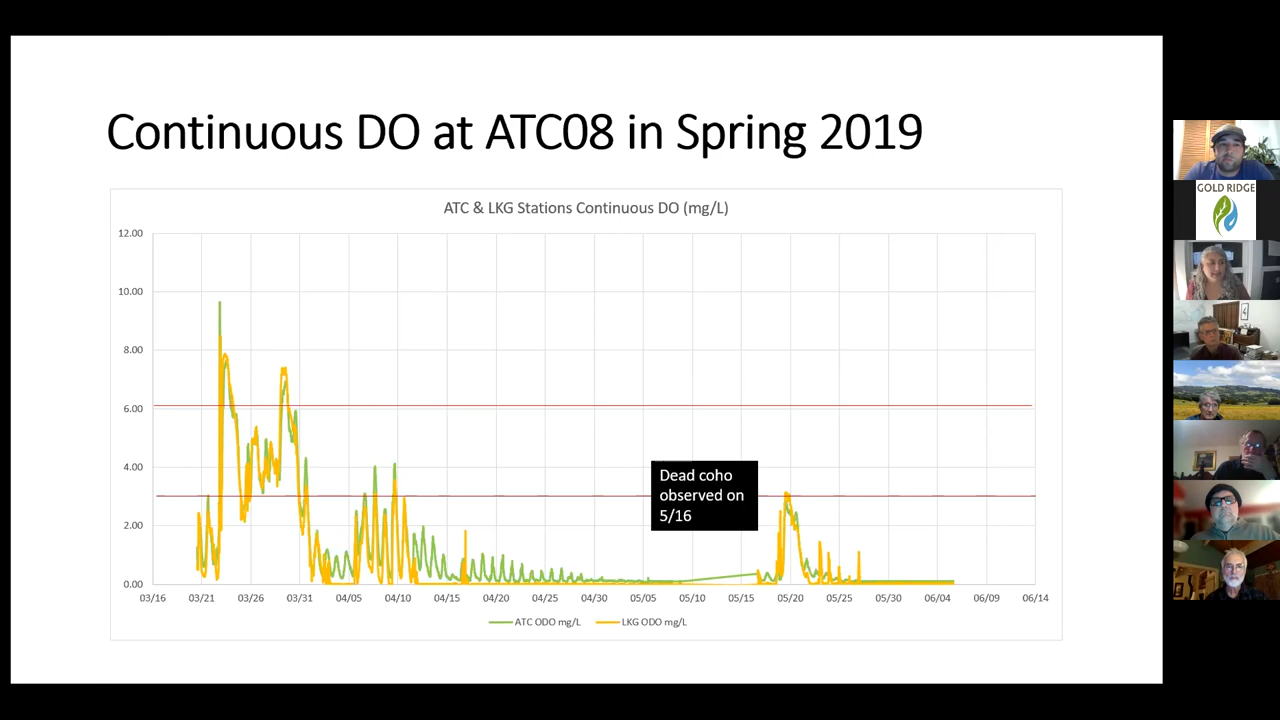 Continuous DO at ATC08 in Spring 2019
ATC & LKG Stations Continuous DO (mg/L)
12.00
10.00
8.00
6.00
4.00
2.00
0.00
Dead coho
observed on
5/16
03/16 03/21 03/26 03/31 04/05 04/10 04/15 04/20 04/25 04/30 05/05 05/10 05/15 05/20 05/25 05/30 06/04 06/09 06/14
ATC ODO mg/L LKG ODO mg/L
GOLD RIDGE